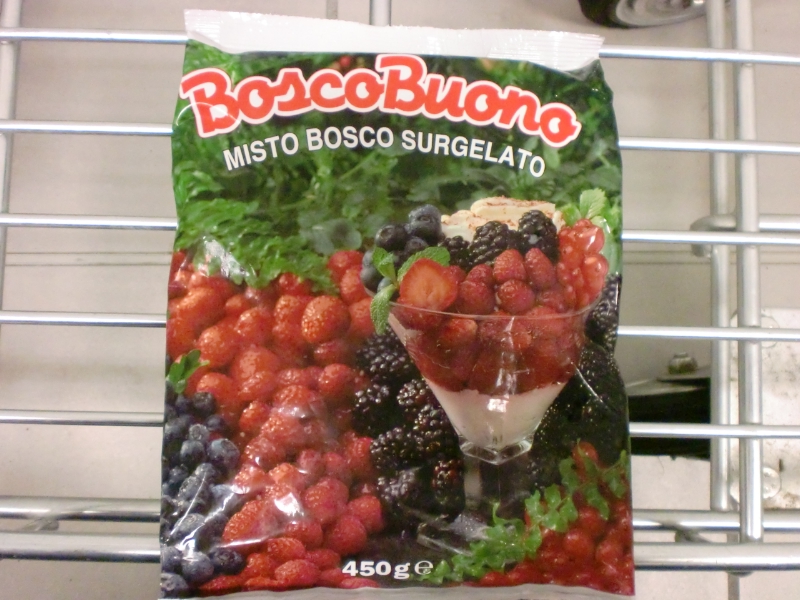 BoscoBuono
MISTO BOSCO SURGELATO
450g ℮